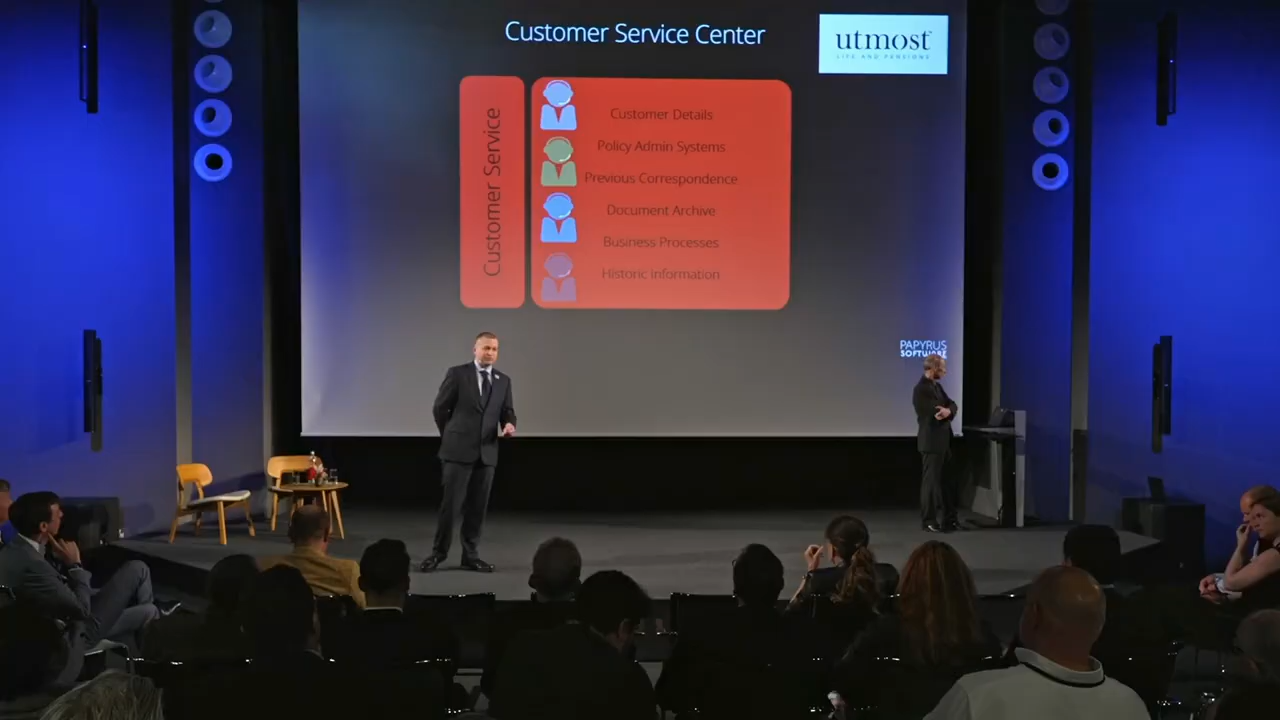 Customer Service Center
utmost
LIFE AND PENSIONS
Customer Service
Customer Details
Policy Admin Systems
Previous Correspondence
Document Archive
Business Processes
Historic Information
PAPYRUS
SOFTWARE